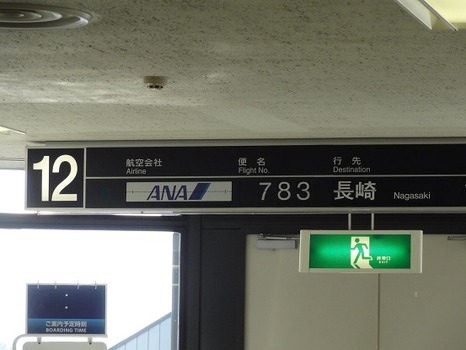 12
航空会社 便名 行先
Airline Flight No. Destination
ANA 783 長崎 Nagasaki
非常口
EXIT
ご案内予定時刻
BOARDING TIME